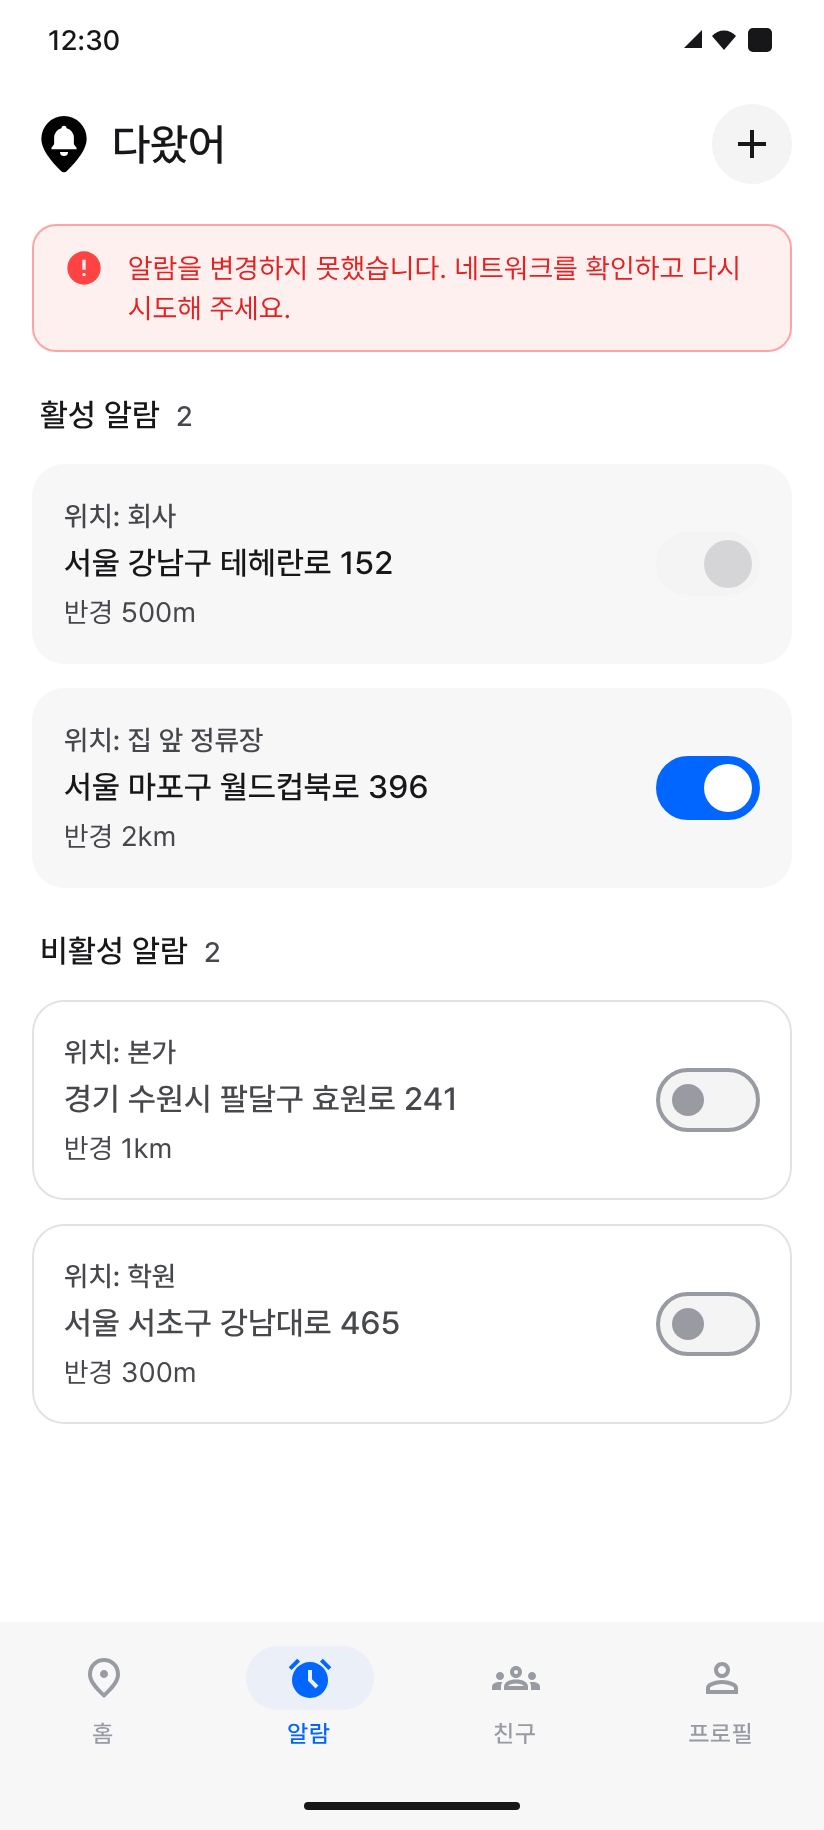 12:30
다왔어
알람을 변경하지 못했습니다. 네트워크를 확인하고 다시
시도해 주세요.
활성 알람 2
위치: 회사
서울 강남구 테헤란로 152
반경 500m
위치: 집 앞 정류장
서울 마포구 월드컵북로 396
반경 2km
비활성 알람 2
위치: 본가
경기 수원시 팔달구 효원로 241
반경 1km
위치: 학원
서울 서초구 강남대로 465
반경 300m
홈 알람 친구 프로필